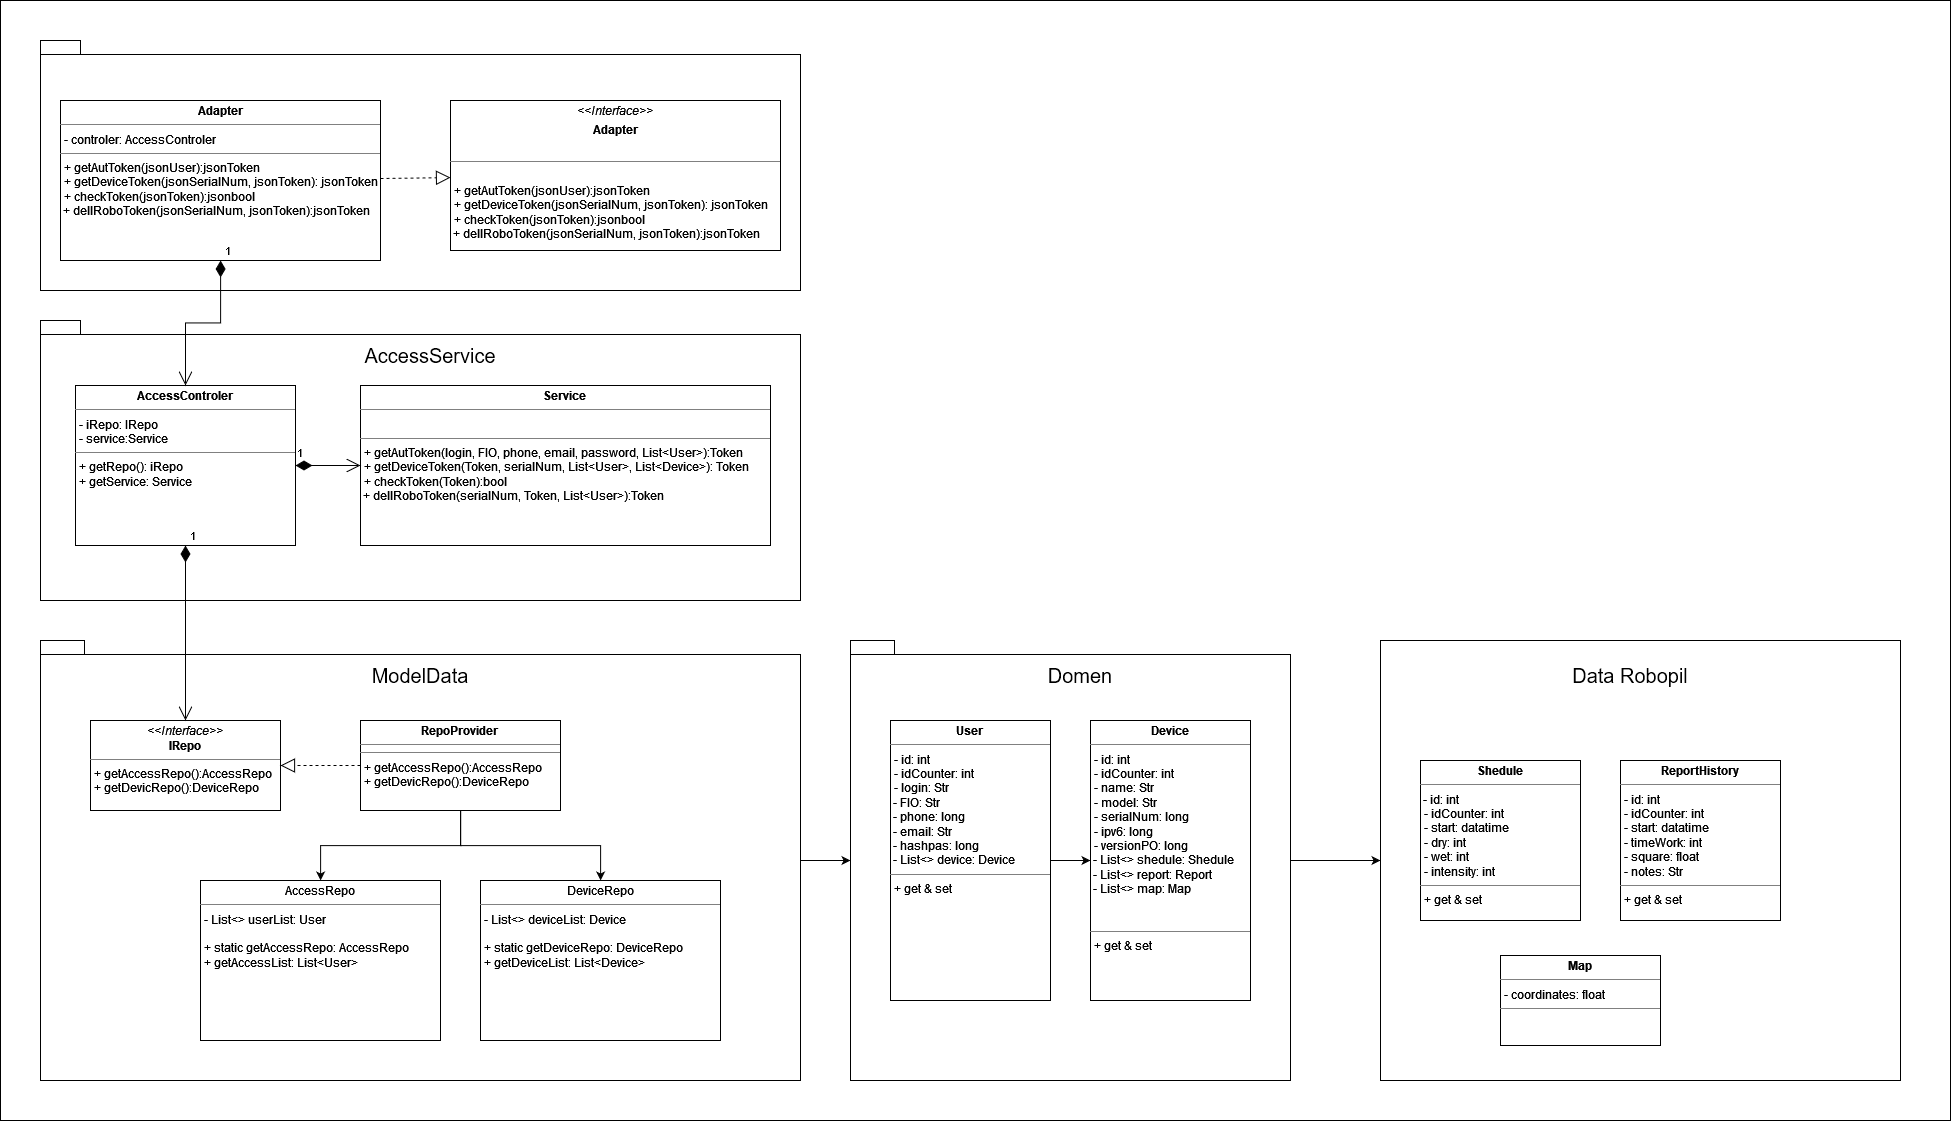 Adapter
- controler: AccessControler
+ getAutToken(jsonUser):jsonToken
+ getDeviceToken(jsonSerialNum, jsonToken): jsonToken
+ checkToken(jsonToken):jsonbool
+ dellRoboToken(jsonSerialNum, jsonToken):jsonToken
1
<<Interface>>
Adapter
+ getAutToken(jsonUser):jsonToken
+ getDeviceToken(jsonSerialNum, jsonToken): jsonToken
+ checkToken(jsonToken):jsonbool
+ dellRoboToken(jsonSerialNum, jsonToken):jsonToken
AccessService
AccessControler
- iRepo: IRepo
- service:Service
+ getRepo(): iRepo
+ getService: Service
1
1
Service
+ getAutToken(login, FIO, phone, email, password, List<User>):Token
+ getDeviceToken(Token, serialNum, List<User>, List<Device>): Token
+ checkToken(Token):bool
+ dellRoboToken(serialNum, Token, List<User>):Token
ModelData
<<Interface>>
IRepo
+ getAccessRepo():AccessRepo
+ getDevicRepo():DeviceRepo
RepoProvider
+ getAccessRepo():AccessRepo
+ getDevicRepo():DeviceRepo
AccessRepo
- List<> userList: User
+ static getAccessRepo: AccessRepo
+ getAccessList: List<User>
DeviceRepo
- List<> deviceList: Device
+ static getDeviceRepo: DeviceRepo
+ getDeviceList: List<Device>
Domen
User
- id: int
- idCounter: int
- login: Str
- FIO: Str
- phone: long
- email: Str
- hashpas: long
- List<> device: Device
+ get & set
Device
- id: int
- idCounter: int
- name: Str
- model: Str
- serialNum: long
- ipv6: long
- versionPO: long
- List<> shedule: Shedule
- List<> report: Report
- List<> map: Map
+ get & set
Data Robopil
Shedule
- id: int
- idCounter: int
- start: datatime
- dry: int
- wet: int
- intensity: int
+ get & set
ReportHistory
- id: int
- idCounter: int
- start: datatime
- timeWork: int
- square: float
- notes: Str
+ get & set
Map
- coordinates: float